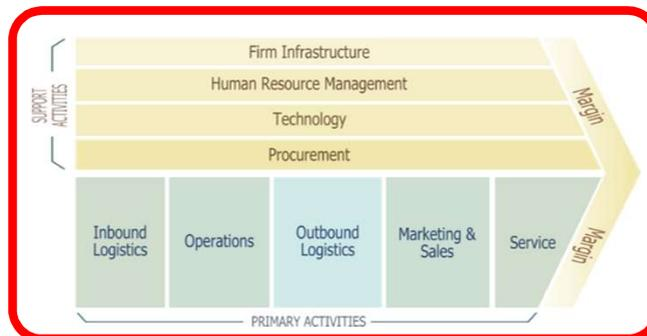 SUPPORT
ACTIVITIES
Firm Infrastructure
Human Resource Management
Technology
Procurement
Margin
Inbound
Logistics
Operations
Outbound
Logistics
Marketing &
Sales
Service
Margin
PRIMARY ACTIVITIES